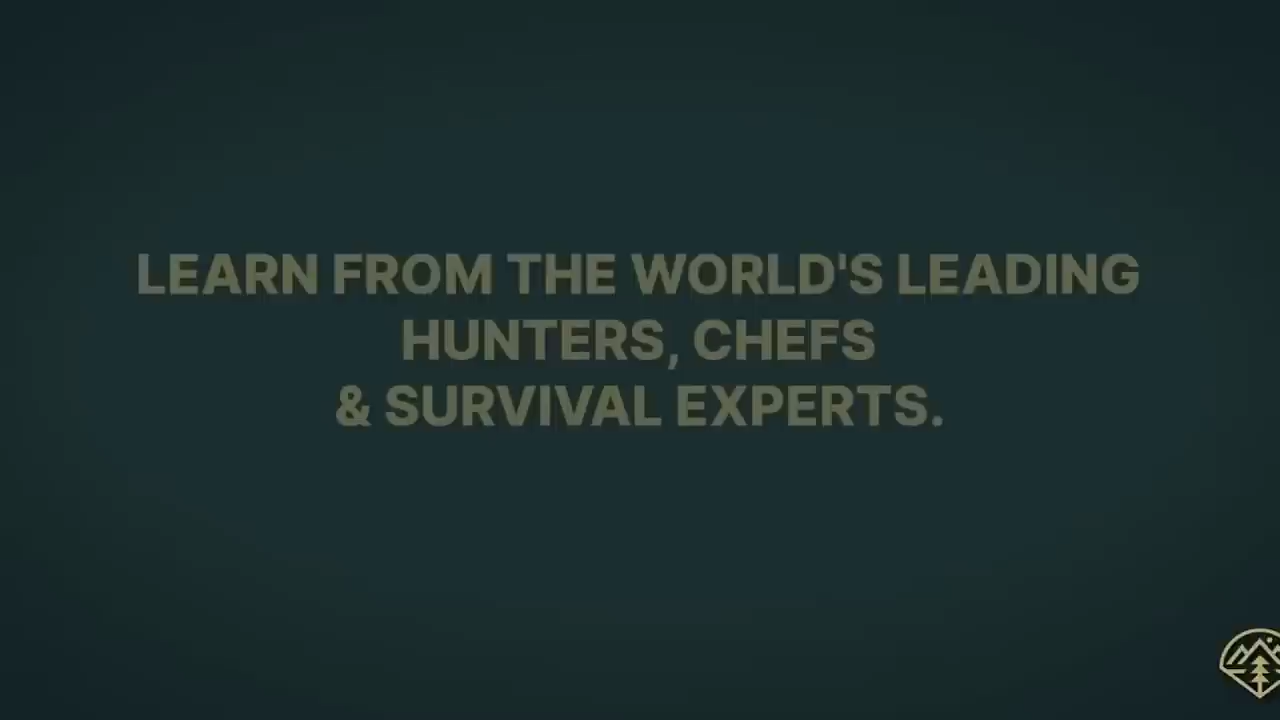 LEARN FROM THE WORLD'S LEADING
HUNTERS, CHEFS
& SURVIVAL EXPERTS.